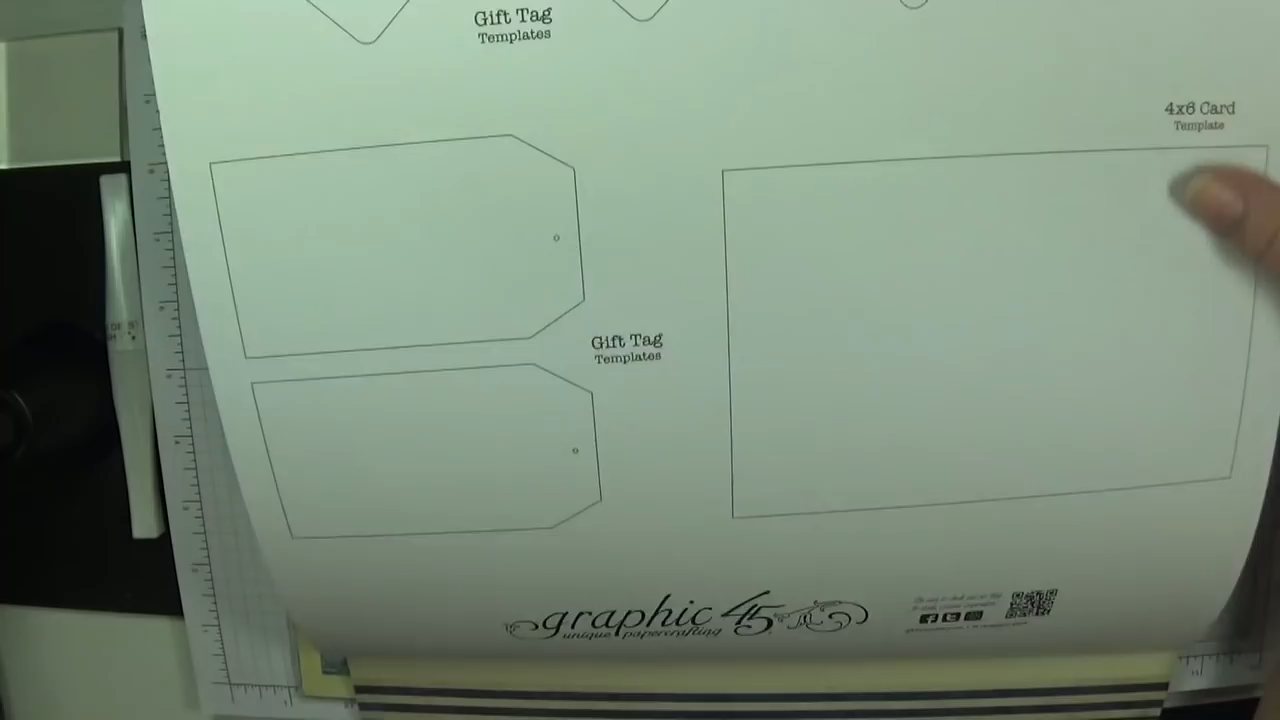 Gift Tag
Templates
4x6 Card
Template
Gift Tag
Templates
graphic 45
unique papercrafting